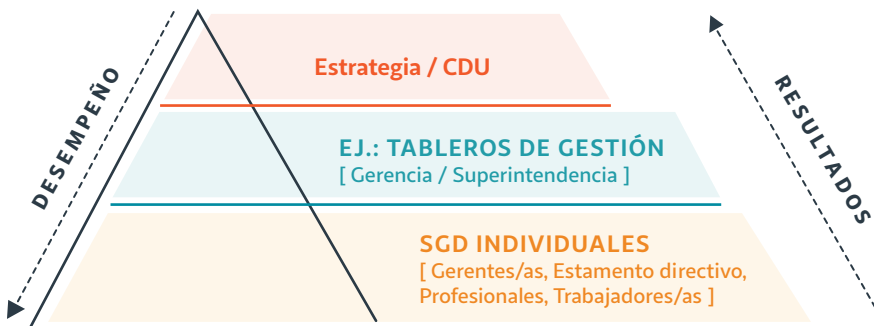 Estrategia / CDU
DESEMPEÑO
RESULTADOS
EJ.: TABLEROS DE GESTIÓN
[ Gerencia / Superintendencia ]
SGD INDIVIDUALES
[ Gerentes/as, Estamento directivo,
Profesionales, Trabajadores/as ]